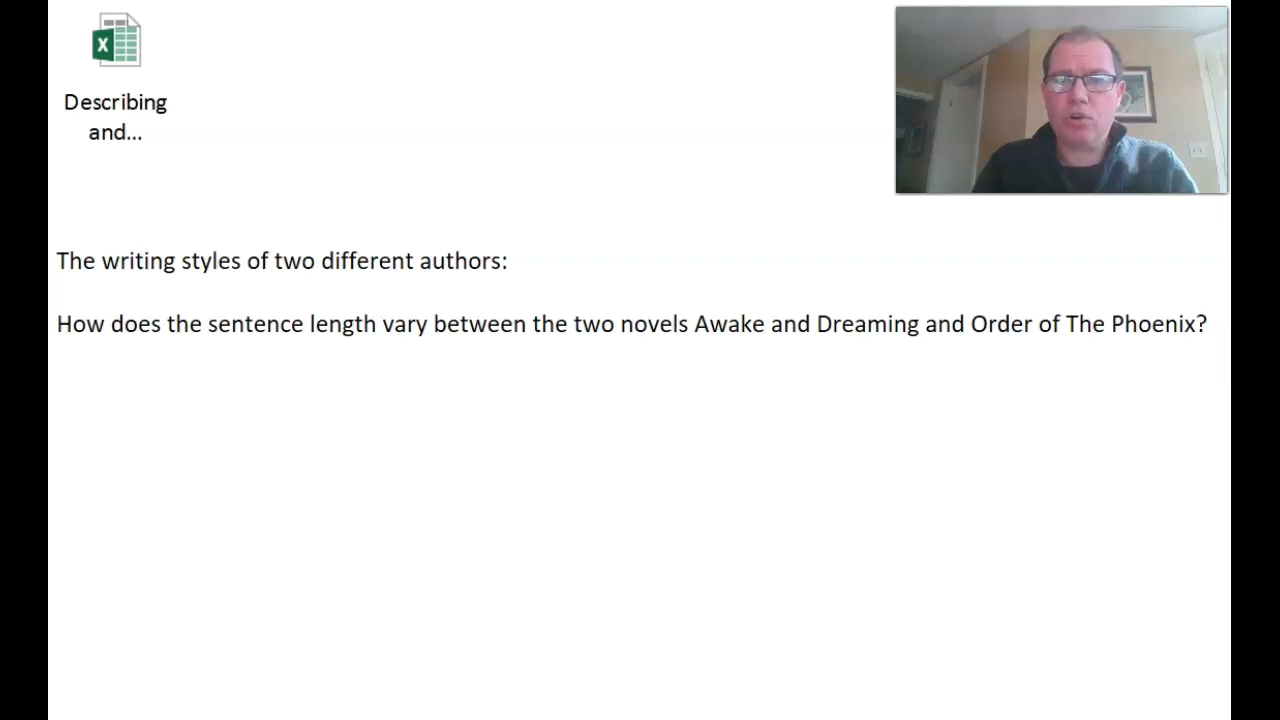 Describing
and...
The writing styles of two different authors:
How does the sentence length vary between the two novels Awake and Dreaming and Order of The Phoenix?